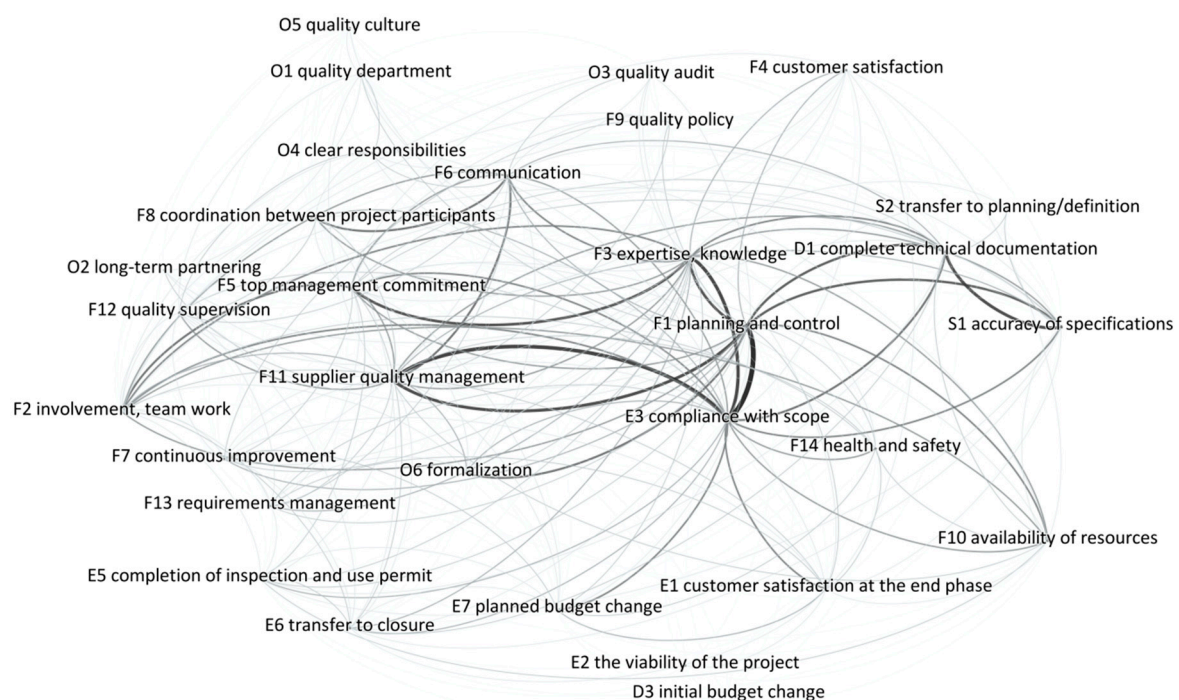 O5 quality culture
O1 quality department
O3 quality audit
F4 customer satisfaction
F9 quality policy
O4 clear responsibilities
F6 communication
S2 transfer to planning/definition
F8 coordination between project participants
F3 expertise, knowledge
D1 complete technical documentation
O2 long-term partnering
F5 top management commitment
F12 quality supervision
F1 planning and control
S1 accuracy of specifications
F11 supplier quality management
F2 involvement, team work
E3 compliance with scope
F14 health and safety
F7 continuous improvement
O6 formalization
F13 requirements management
F10 availability of resources
E5 completion of inspection and use permit
E1 customer satisfaction at the end phase
E7 planned budget change
E6 transfer to closure
E2 the viability of the project
D3 initial budget change